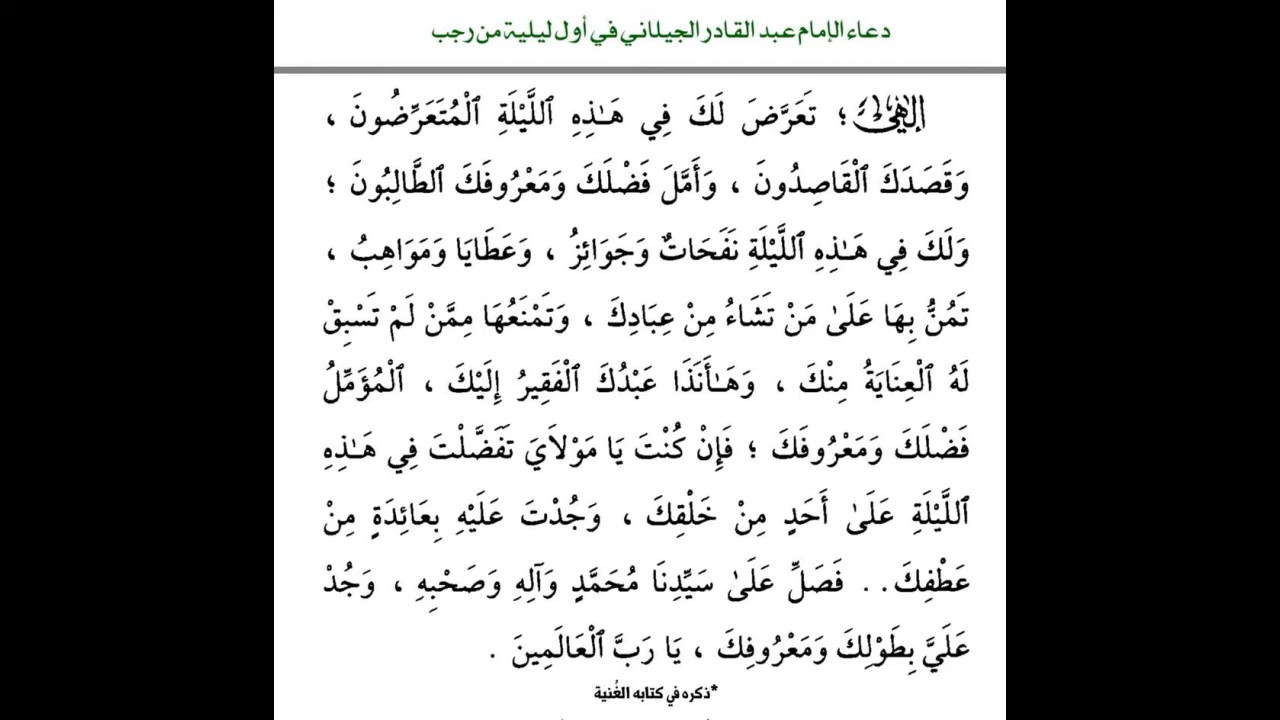 دعاء الإمام عبد القادر الجيلاني في أول ليلية من رجب
إِلٰهِي ؛ تَعَرَّضَ لَكَ فِي هَـٰذِهِ ٱللَّيْلَةِ ٱلْمُتَعَرِّضُونَ ،
وَقَصَدَكَ ٱلْقَاصِدُونَ ، وَأَمَّلَ فَضْلَكَ وَمَعْرُوفَكَ ٱلطَّالِبُونَ ؛
وَلَكَ فِي هَـٰذِهِ ٱللَّيْلَةِ نَفَحَاتٌ وَجَوَائِزُ ، وَعَطَايَا وَمَوَاهِبُ ،
تَمُنُّ بِهَا عَلَىٰ مَنْ تَشَاءُ مِنْ عِبَادِكَ ، وَتَمْنَعُهَا مِمَّنْ لَمْ تَسْبِقْ
لَهُ ٱلْعِنَايَةُ مِنْكَ ، وَهَـٰأَنَذَا عَبْدُكَ ٱلْفَقِيرُ إِلَيْكَ ، ٱلْمُؤَمِّلُ
فَضْلَكَ وَمَعْرُوفَكَ ؛ فَإِنْ كُنْتَ يَا مَوْلَايَ تَفَضَّلْتَ فِي هَـٰذِهِ
ٱللَّيْلَةِ عَلَىٰ أَحَدٍ مِنْ خَلْقِكَ ، وَجُدْتَ عَلَيْهِ بِعَائِدَةٍ مِنْ
عَطْفِكَ.. فَصَلِّ عَلَىٰ سَيِّدِنَا مُحَمَّدٍ وَآلِهِ وَصَحْبِهِ ، وَجُدْ
عَلَيَّ بِطَوْلِكَ وَمَعْرُوفِكَ ، يَا رَبَّ ٱلْعَالَمِينَ .
*ذكره في كتابه الغُنية